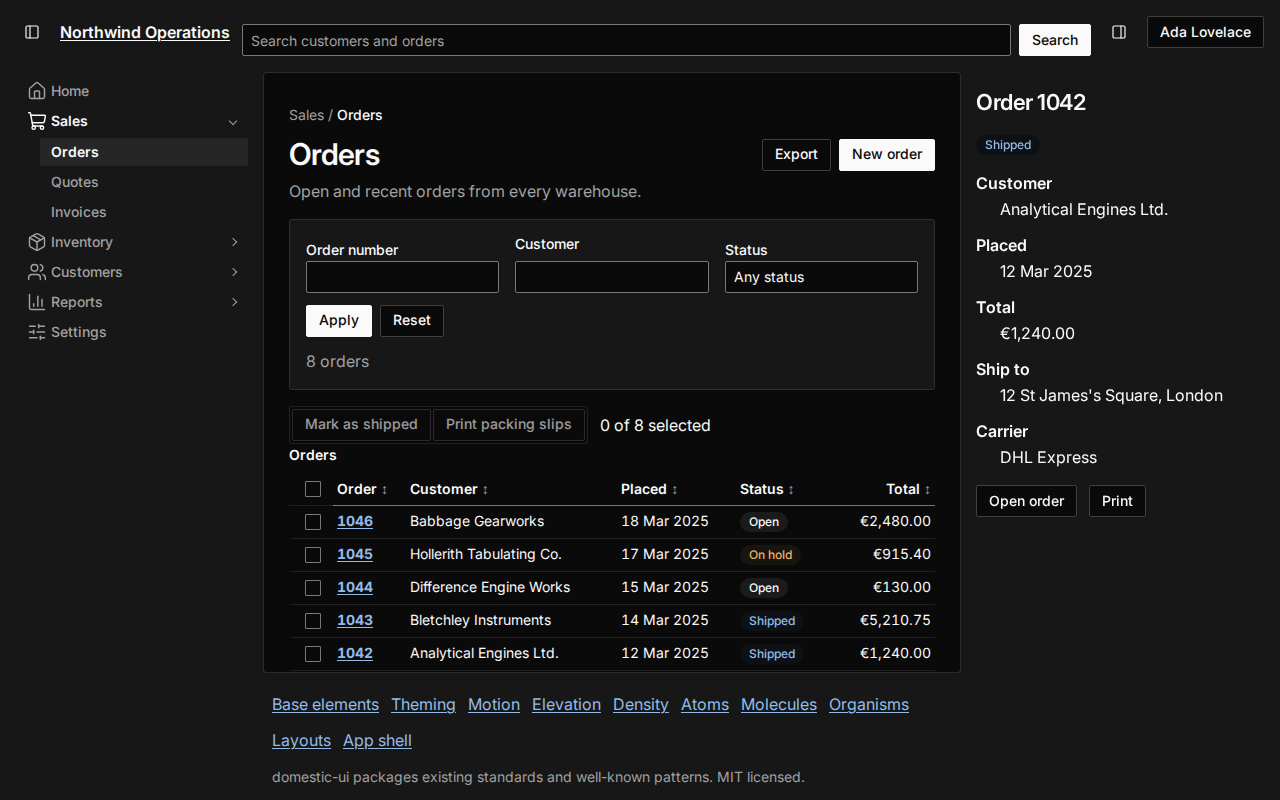 Northwind Operations
Search customers and orders
Search
Ada Lovelace
Home
Sales
Orders
Quotes
Invoices
Inventory
Customers
Reports
Settings
Sales / Orders
Orders
Export
New order
Open and recent orders from every warehouse.
Order number
Customer
Status
Any status
Apply
Reset
8 orders
Mark as shipped
Print packing slips
0 of 8 selected
Orders
Order ↕ Customer ↕ Placed ↕ Status ↕ Total ↕
1046 Babbage Gearworks 18 Mar 2025 Open €2,480.00
1045 Hollerith Tabulating Co. 17 Mar 2025 On hold €915.40
1044 Difference Engine Works 15 Mar 2025 Open €130.00
1043 Bletchley Instruments 14 Mar 2025 Shipped €5,210.75
1042 Analytical Engines Ltd. 12 Mar 2025 Shipped €1,240.00
Order 1042
Shipped
Customer
Analytical Engines Ltd.
Placed
12 Mar 2025
Total
€1,240.00
Ship to
12 St James's Square, London
Carrier
DHL Express
Open order
Print
Base elements Theming Motion Elevation Density Atoms Molecules Organisms
Layouts App shell
domestic-ui packages existing standards and well-known patterns. MIT licensed.